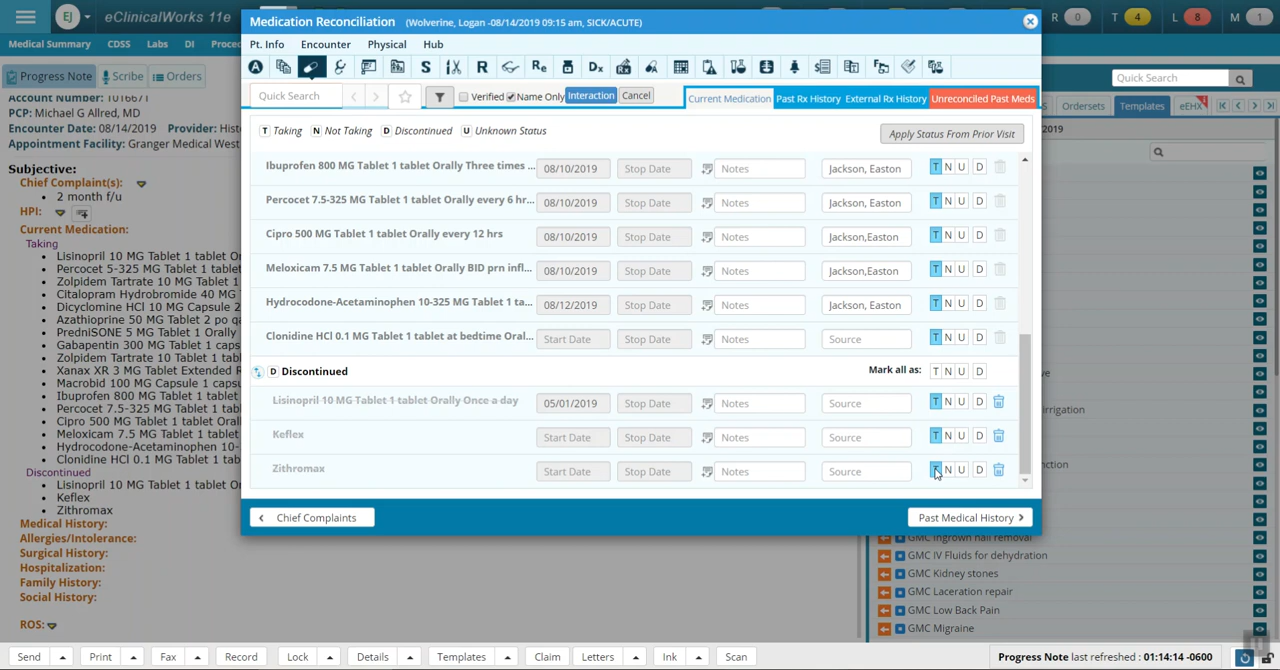 EJ
eClinicalWorks 11e
R 0 T 4 L 8 M 1
Medical Summary CDSS Labs DI
Progress Note Scribe Orders
Account Number: 1016671
PCP: Michael G Allred, MD
Encounter Date: 08/14/2019 Provider:
Appointment Facility: Granger Medical West
Subjective:
Chief Complaint(s):
2 month f/u
HPI:
Current Medication:
Taking
Lisinopril 10 MG Tablet 1 tablet
Percocet 5-325 MG Tablet 1 tablet
Zolpidem Tartrate 10 MG Tablet 1
Citalopram Hydrobromide 40 MG
Dicyclomine HCl 10 MG Capsule 2
Azathioprine 50 MG Tablet 2 po
PredniSONE 5 MG Tablet 1 Orally
Gabapentin 300 MG Tablet 1 caps
Zolpidem Tartrate 10 MG Tablet 1
Xanax XR 3 MG Tablet Extended
Macrobid 100 MG Capsule 1
Ibuprofen 800 MG Tablet 1 tablet
Percocet 7.5-325 MG Tablet 1
Cipro 500 MG Tablet 1 tablet
Meloxicam 7.5 MG Tablet 1 tablet
Hydrocodone-Acetaminophen 10-
Clonidine HCl 0.1 MG Tablet 1
Discontinued
Lisinopril 10 MG Tablet 1 tablet
Keflex
Zithromax
Medical History:
Allergies/Intolerance:
Surgical History:
Hospitalization:
Family History:
Social History:
ROS:
Medication Reconciliation (Wolverine, Logan -08/14/2019 09:15 am, SICK/ACUTE)
Pt. Info Encounter Physical Hub
A S R Re Dx
Quick Search Verified Name Only Interaction Cancel
Current Medication Past Rx History External Rx History Unreconciled Past Meds
T Taking N Not Taking D Discontinued U Unknown Status Apply Status From Prior Visit
Ibuprofen 800 MG Tablet 1 tablet Orally Three times ... 08/10/2019 Stop Date Notes Jackson, Easton T N U D
Percocet 7.5-325 MG Tablet 1 tablet Orally every 6 hr... 08/10/2019 Stop Date Notes Jackson, Easton T N U D
Cipro 500 MG Tablet 1 tablet Orally every 12 hrs 08/10/2019 Stop Date Notes Jackson,Easton T N U D
Meloxicam 7.5 MG Tablet 1 tablet Orally BID prn infl... 08/10/2019 Stop Date Notes Jackson,Easton T N U D
Hydrocodone-Acetaminophen 10-325 MG Tablet 1 ta... 08/12/2019 Stop Date Notes Jackson, Easton T N U D
Clonidine HCl 0.1 MG Tablet 1 tablet at bedtime Oral... Start Date Stop Date Notes Source T N U D
D Discontinued Mark all as: T N U D
Lisinopril 10 MG Tablet 1 tablet Orally Once a day 05/01/2019 Stop Date Notes Source T N U D
Keflex Start Date Stop Date Notes Source T N U D
Zithromax Start Date Stop Date Notes Source T N U D
Chief Complaints
Past Medical History
Quick Search
Ordersets Templates eEHX
2019
GMC Ingrown nail removal
GMC IV Fluids for dehydration
GMC Kidney stones
GMC Laceration repair
GMC Low Back Pain
GMC Migraine
Send Print Fax Record Lock Details Templates Claim Letters Ink Scan
Progress Note last refreshed : 01:14:14 -0600